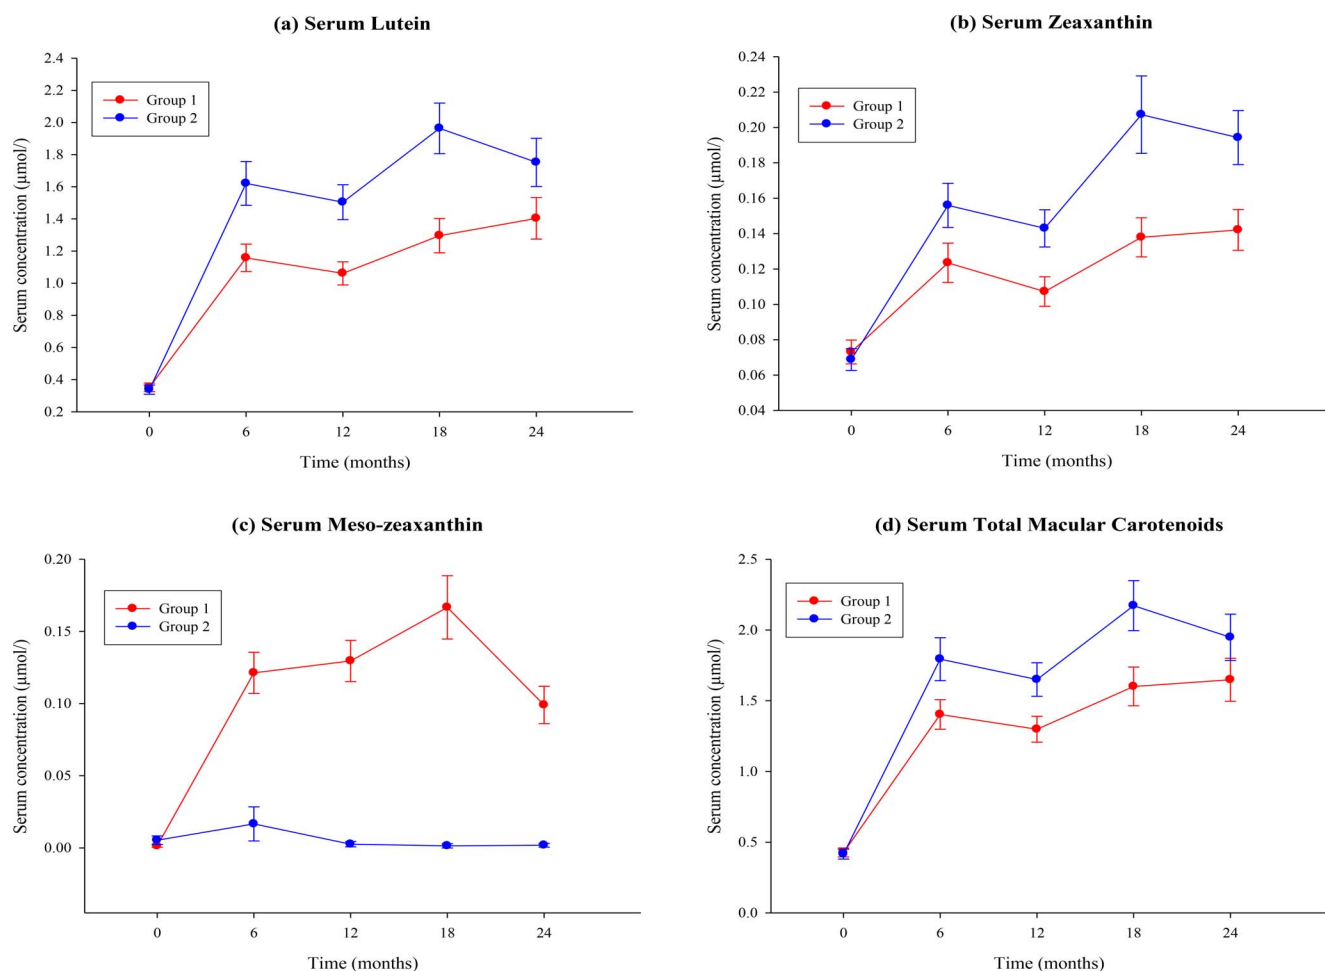 (a) Serum Lutein
Serum concentration (µmol/)
2.4
2.2
2.0
1.8
1.6
1.4
1.2
1.0
0.8
0.6
0.4
0.2
Group 1
Group 2
0 6 12 18 24
Time (months)
(b) Serum Zeaxanthin
Serum concentration (µmol/)
0.24
0.22
0.20
0.18
0.16
0.14
0.12
0.10
0.08
0.06
0.04
Group 1
Group 2
0 6 12 18 24
Time (months)
(c) Serum Meso-zeaxanthin
Serum concentration (µmol/)
0.20
0.15
0.10
0.05
0.00
Group 1
Group 2
0 6 12 18 24
Time (months)
(d) Serum Total Macular Carotenoids
Serum concentration (µmol/)
2.5
2.0
1.5
1.0
0.5
0.0
Group 1
Group 2
0 6 12 18 24
Time (months)